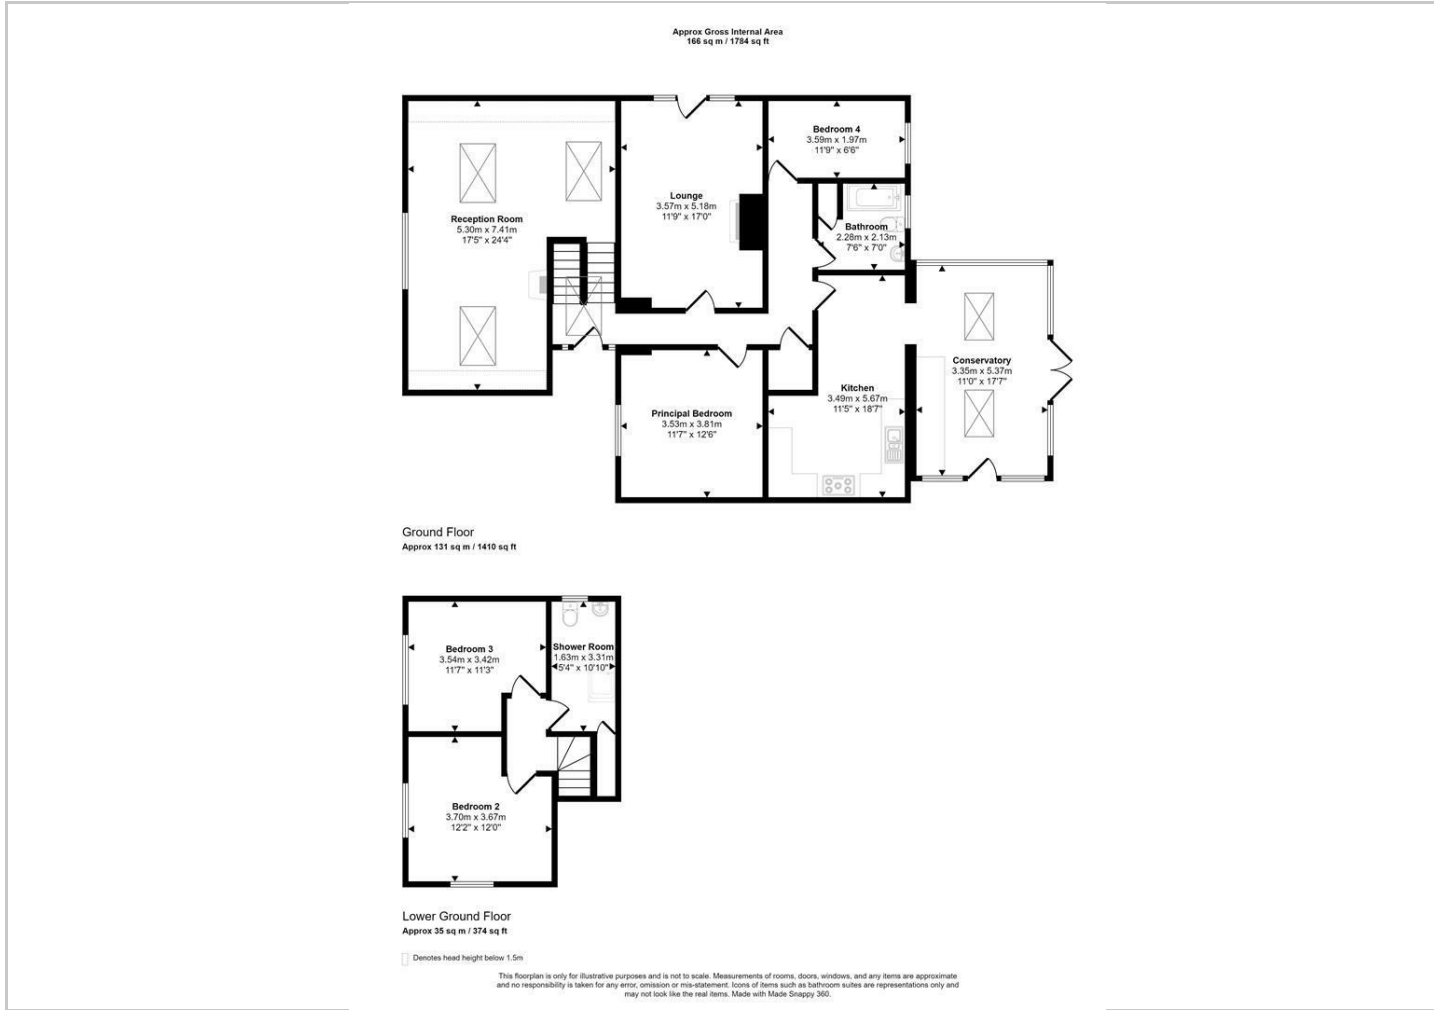 Approx Gross Internal Area
166 sq m / 1784 sq ft
Bedroom 4
3.59m x 1.97m
11'9" x 6'6"
Lounge
3.57m x 5.18m
11'9" x 17'0"
Reception Room
5.30m x 7.41m
17'5" x 24'4"
Bathroom
2.28m x 2.13m
7'6" x 7'0"
Conservatory
3.35m x 5.37m
11'0" x 17'7"
Kitchen
3.49m x 5.67m
11'5" x 18'7"
Principal Bedroom
3.53m x 3.81m
11'7" x 12'6"
Ground Floor
Approx 131 sq m / 1410 sq ft
Bedroom 3
3.54m x 3.42m
11'7" x 11'3"
Shower Room
1.63m x 3.31m
5'4" x 10'10"
Bedroom 2
3.70m x 3.67m
12'2" x 12'0"
Lower Ground Floor
Approx 35 sq m / 374 sq ft
Denotes head height below 1.5m
This floorplan is only for illustrative purposes and is not to scale. Measurements of rooms, doors, windows, and any items are approximate
and no responsibility is taken for any error, omission or mis-statement. Icons of items such as bathroom suites are representations only and
may not look like the real items. Made with Made Snappy 360.